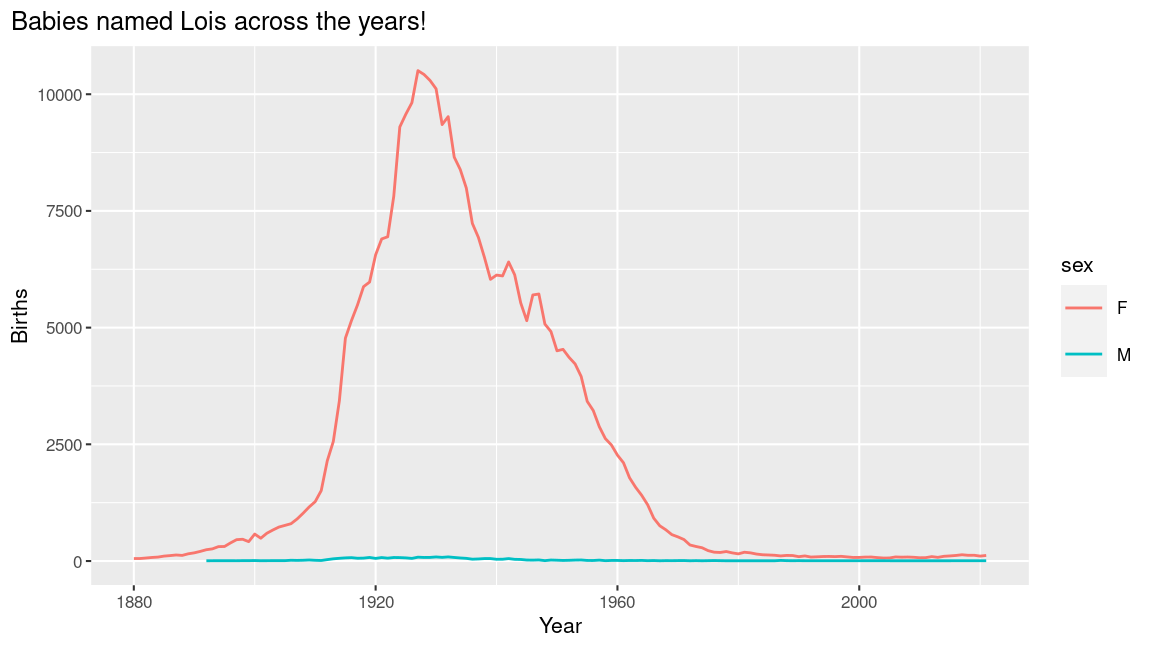 Babies named Lois across the years!
10000
7500
5000
2500
0
Births
1880 1920 1960 2000
Year
sex
F
M